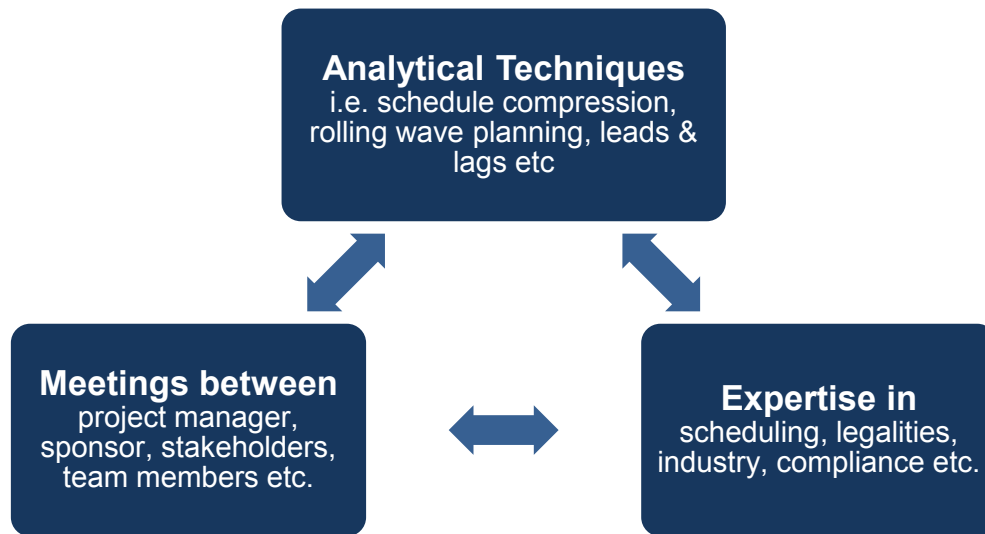 Analytical Techniques
i.e. schedule compression,
rolling wave planning, leads &
lags etc
Meetings between
project manager,
sponsor, stakeholders,
team members etc.
Expertise in
scheduling, legalities,
industry, compliance etc.